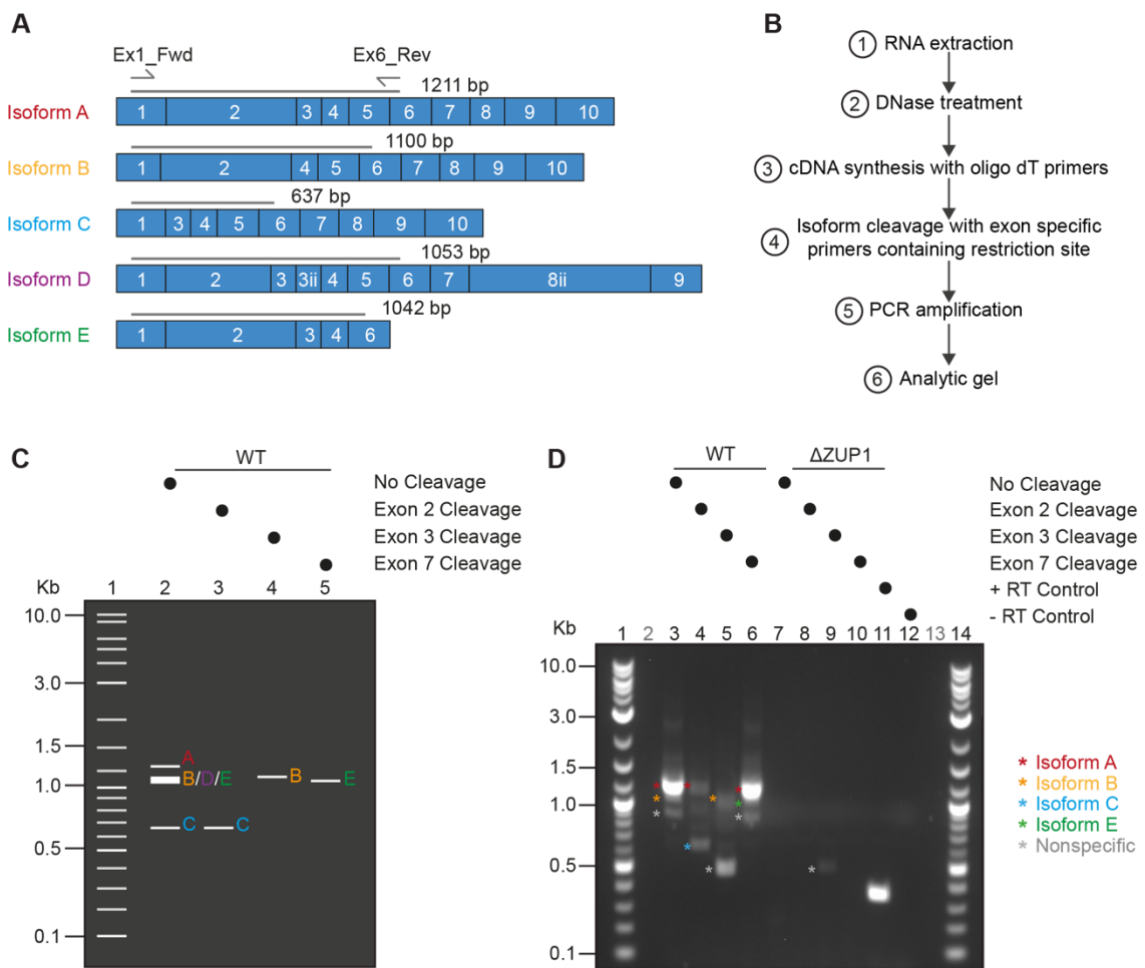 A
Ex1_Fwd
Ex6_Rev
1211 bp
Isoform A
1 2 3 4 5 6 7 8 9 10
1100 bp
Isoform B
1 2 4 5 6 7 8 9 10
637 bp
Isoform C
1 3 4 5 6 7 8 9 10
1053 bp
Isoform D
1 2 3 3ii 4 5 6 7 8ii 9
1042 bp
Isoform E
1 2 3 4 6
B
1 RNA extraction
2 DNase treatment
3 cDNA synthesis with oligo dT primers
4 Isoform cleavage with exon specific
primers containing restriction site
5 PCR amplification
6 Analytic gel
C
WT
No Cleavage
Exon 2 Cleavage
Exon 3 Cleavage
Exon 7 Cleavage
Kb 1 2 3 4 5
10.0
3.0
1.5
A
1.0
B/D/E
B
E
C
C
0.5
0.1
D
WT
ΔZUP1
No Cleavage
Exon 2 Cleavage
Exon 3 Cleavage
Exon 7 Cleavage
+ RT Control
- RT Control
Kb 1 2 3 4 5 6 7 8 9 10 11 12 13 14
10.0
3.0
1.5
1.0
0.5
0.1
* Isoform A
* Isoform B
* Isoform C
* Isoform E
* Nonspecific